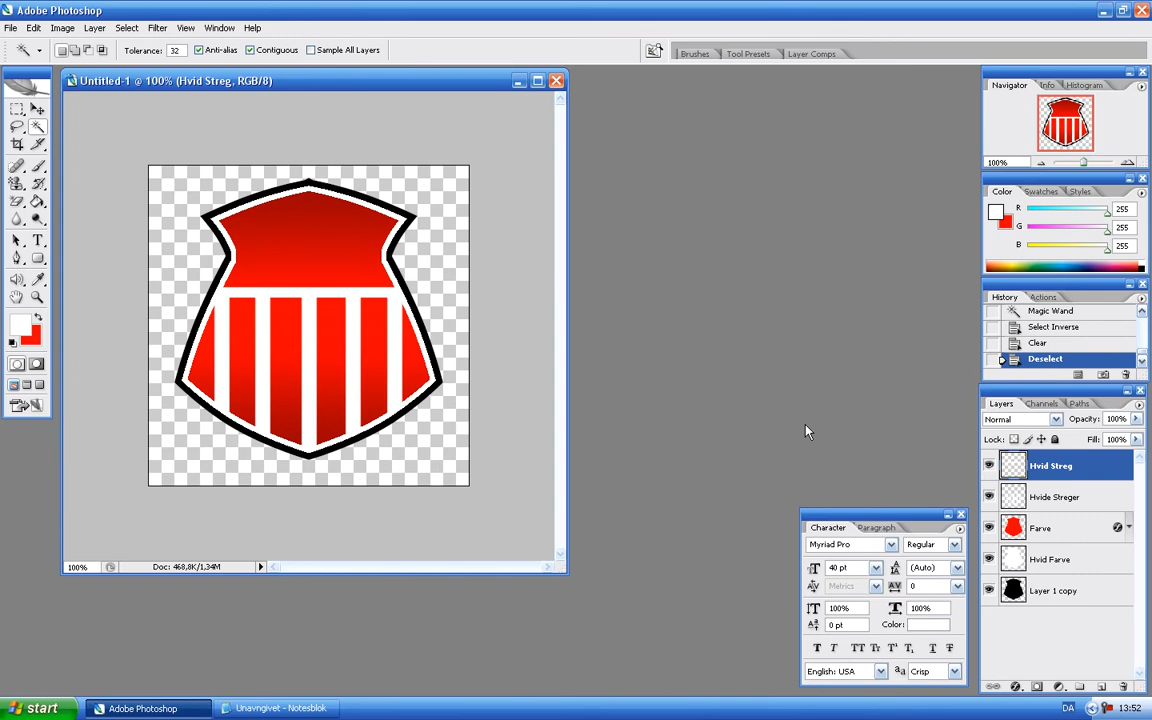 Adobe Photoshop
File Edit Image Layer Select Filter View Window Help
Tolerance: 32 Anti-alias Contiguous Sample All Layers
Brushes Tool Presets Layer Comps
Untitled-1 @ 100% (Hvid Streg, RGB/8)
Navigator Info Histogram
100%
Color Swatches Styles
R 255
G 255
B 255
History Actions
Magic Wand
Select Inverse
Clear
Deselect
Layers Channels Paths
Normal Opacity: 100%
Lock: Fill: 100%
Hvid Streg
Hvide Streger
Farve
Hvid Farve
Layer 1 copy
Character Paragraph
Myriad Pro Regular
40 pt (Auto)
Metrics 0
100% 100%
0 pt Color:
T T TT Tr T¹ T₁ T T
English: USA aa Crisp
100% Doc: 468,8K/1,34M
start Adobe Photoshop Unavngivet - Notesblok DA 13:52